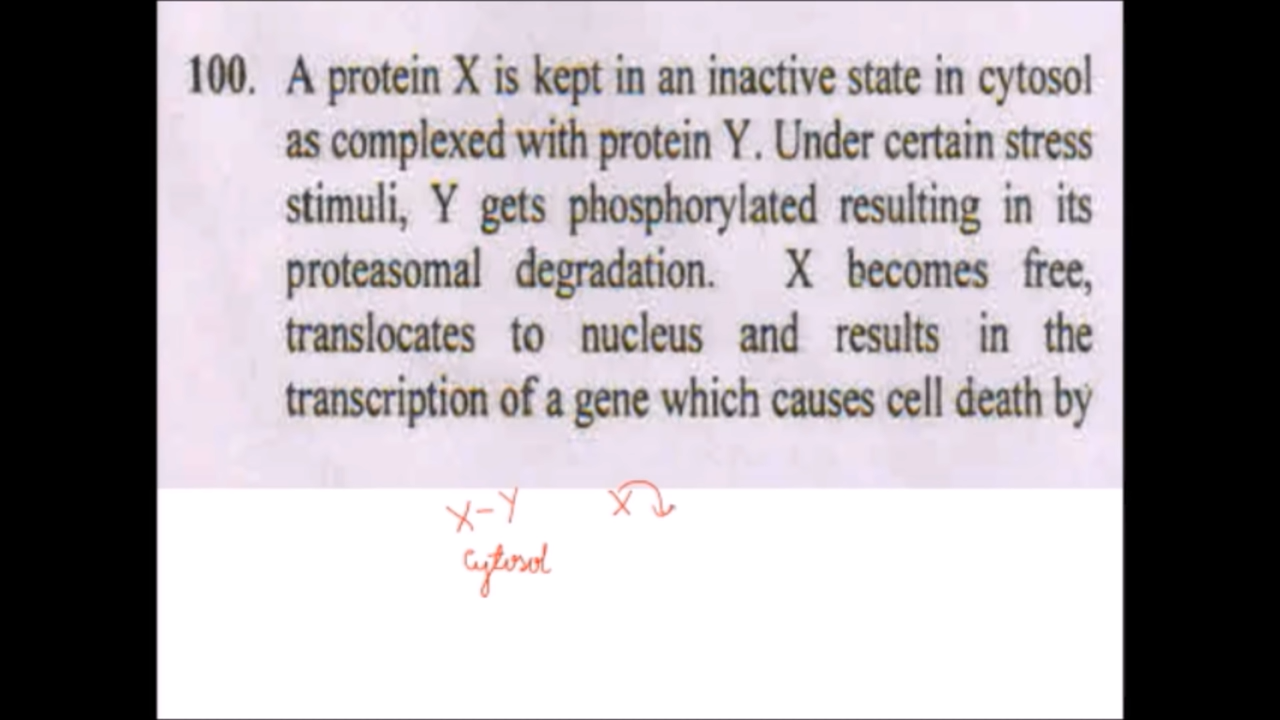 100. A protein X is kept in an inactive state in cytosol
as complexed with protein Y. Under certain stress
stimuli, Y gets phosphorylated resulting in its
proteasomal degradation. X becomes free,
translocates to nucleus and results in the
transcription of a gene which causes cell death by
X-Y X
cytosol